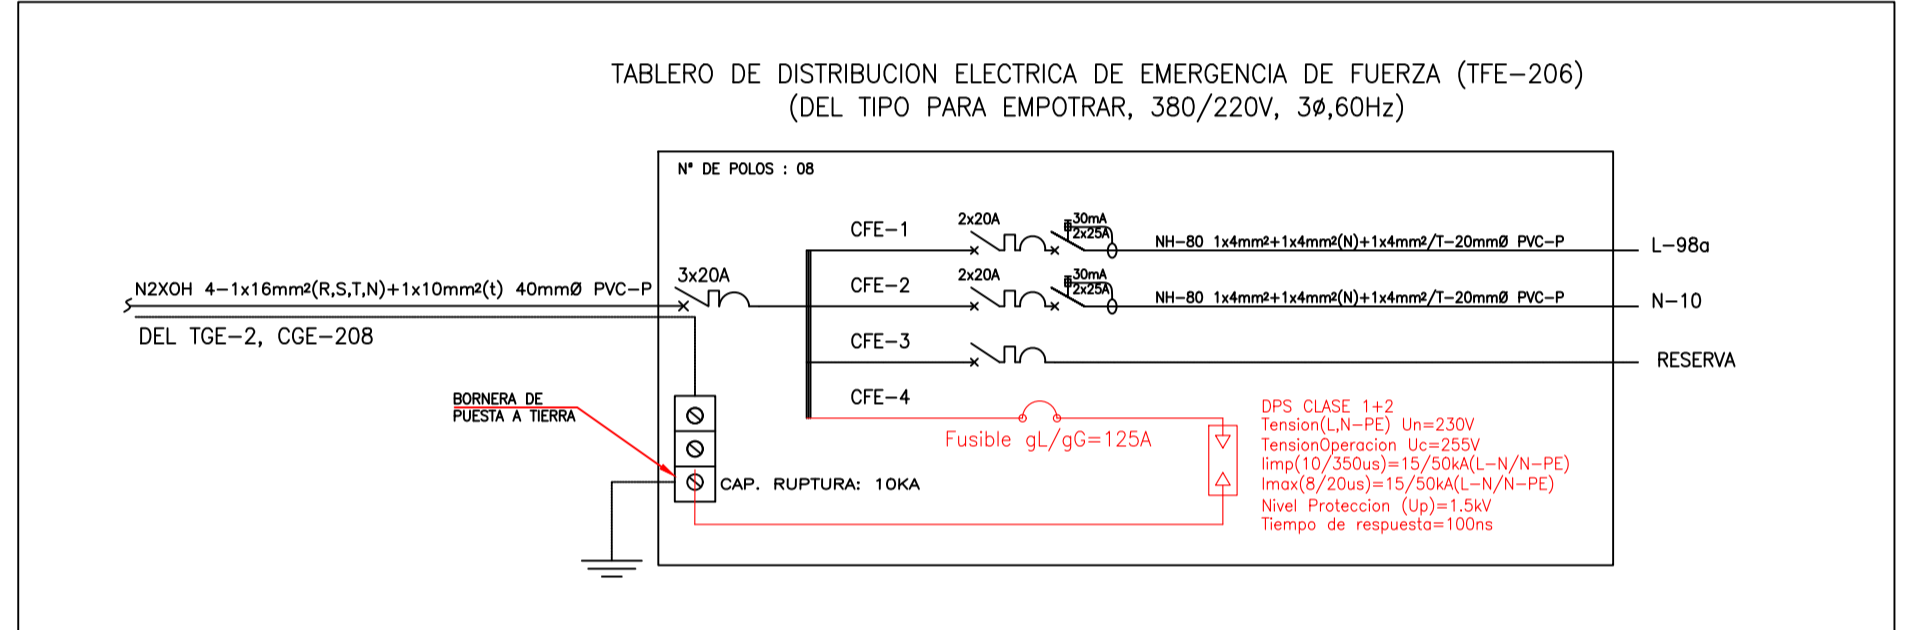 TABLERO DE DISTRIBUCION ELECTRICA DE EMERGENCIA DE FUERZA (TFE-206)
(DEL TIPO PARA EMPOTRAR, 380/220V, 3ø,60Hz)
N° DE POLOS : 08
N2XOH 4-1x16mm²(R,S,T,N)+1x10mm²(t) 40mmØ PVC-P
DEL TGE-2, CGE-208
3x20A
CFE-1
2x20A
30mA
2x25A
NH-80 1x4mm²+1x4mm²(N)+1x4mm²/T-20mmØ PVC-P
L-98a
CFE-2
2x20A
30mA
2x25A
NH-80 1x4mm²+1x4mm²(N)+1x4mm²/T-20mmØ PVC-P
N-10
CFE-3
RESERVA
CFE-4
Fusible gL/gG=125A
BORNERA DE
PUESTA A TIERRA
CAP. RUPTURA: 10KA
DPS CLASE 1+2
Tension(L,N-PE) Un=230V
TensionOperacion Uc=255V
Iimp(10/350us)=15/50kA(L-N/N-PE)
Imax(8/20us)=15/50kA(L-N/N-PE)
Nivel Proteccion (Up)=1.5kV
Tiempo de respuesta=100ns